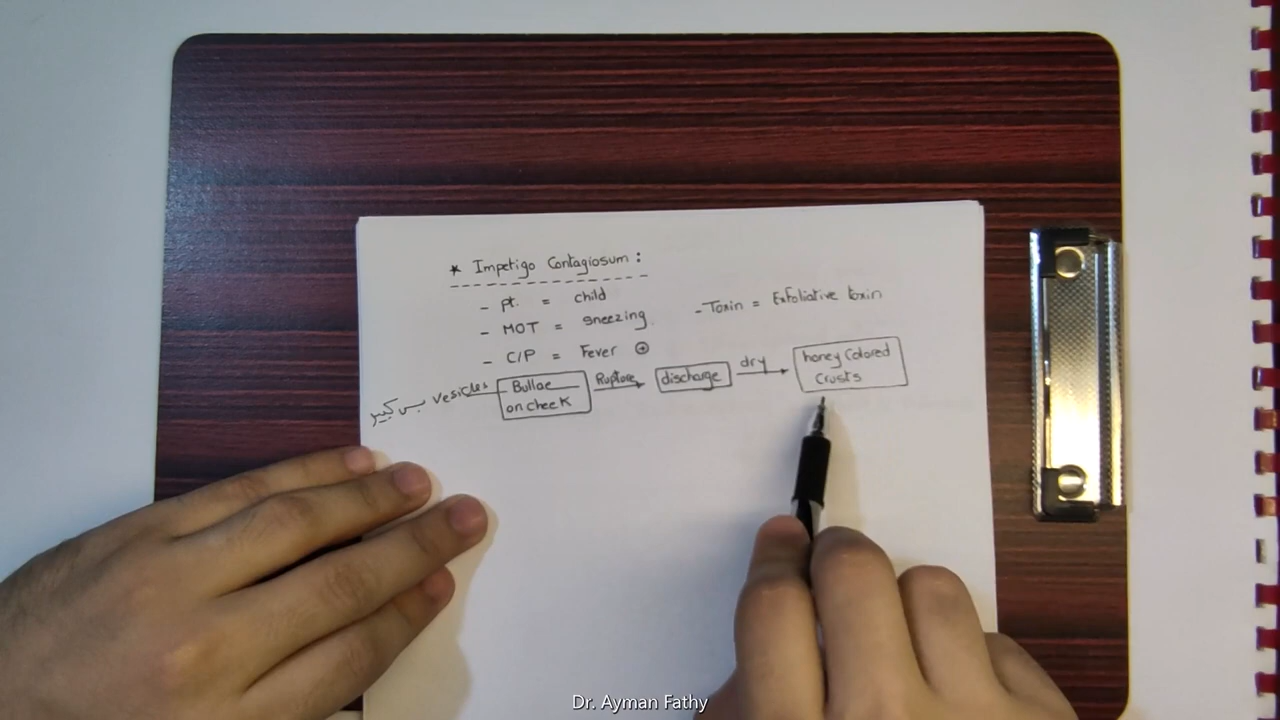 * Impetigo Contagiosum :
- pt. = child
- MOT = sneezing
- Toxin = Exfoliative toxin
- C/P = Fever ⊕
بس كبير vesicles Bullae on cheek Rupture discharge dry honey Colored Crusts
Dr. Ayman Fathy